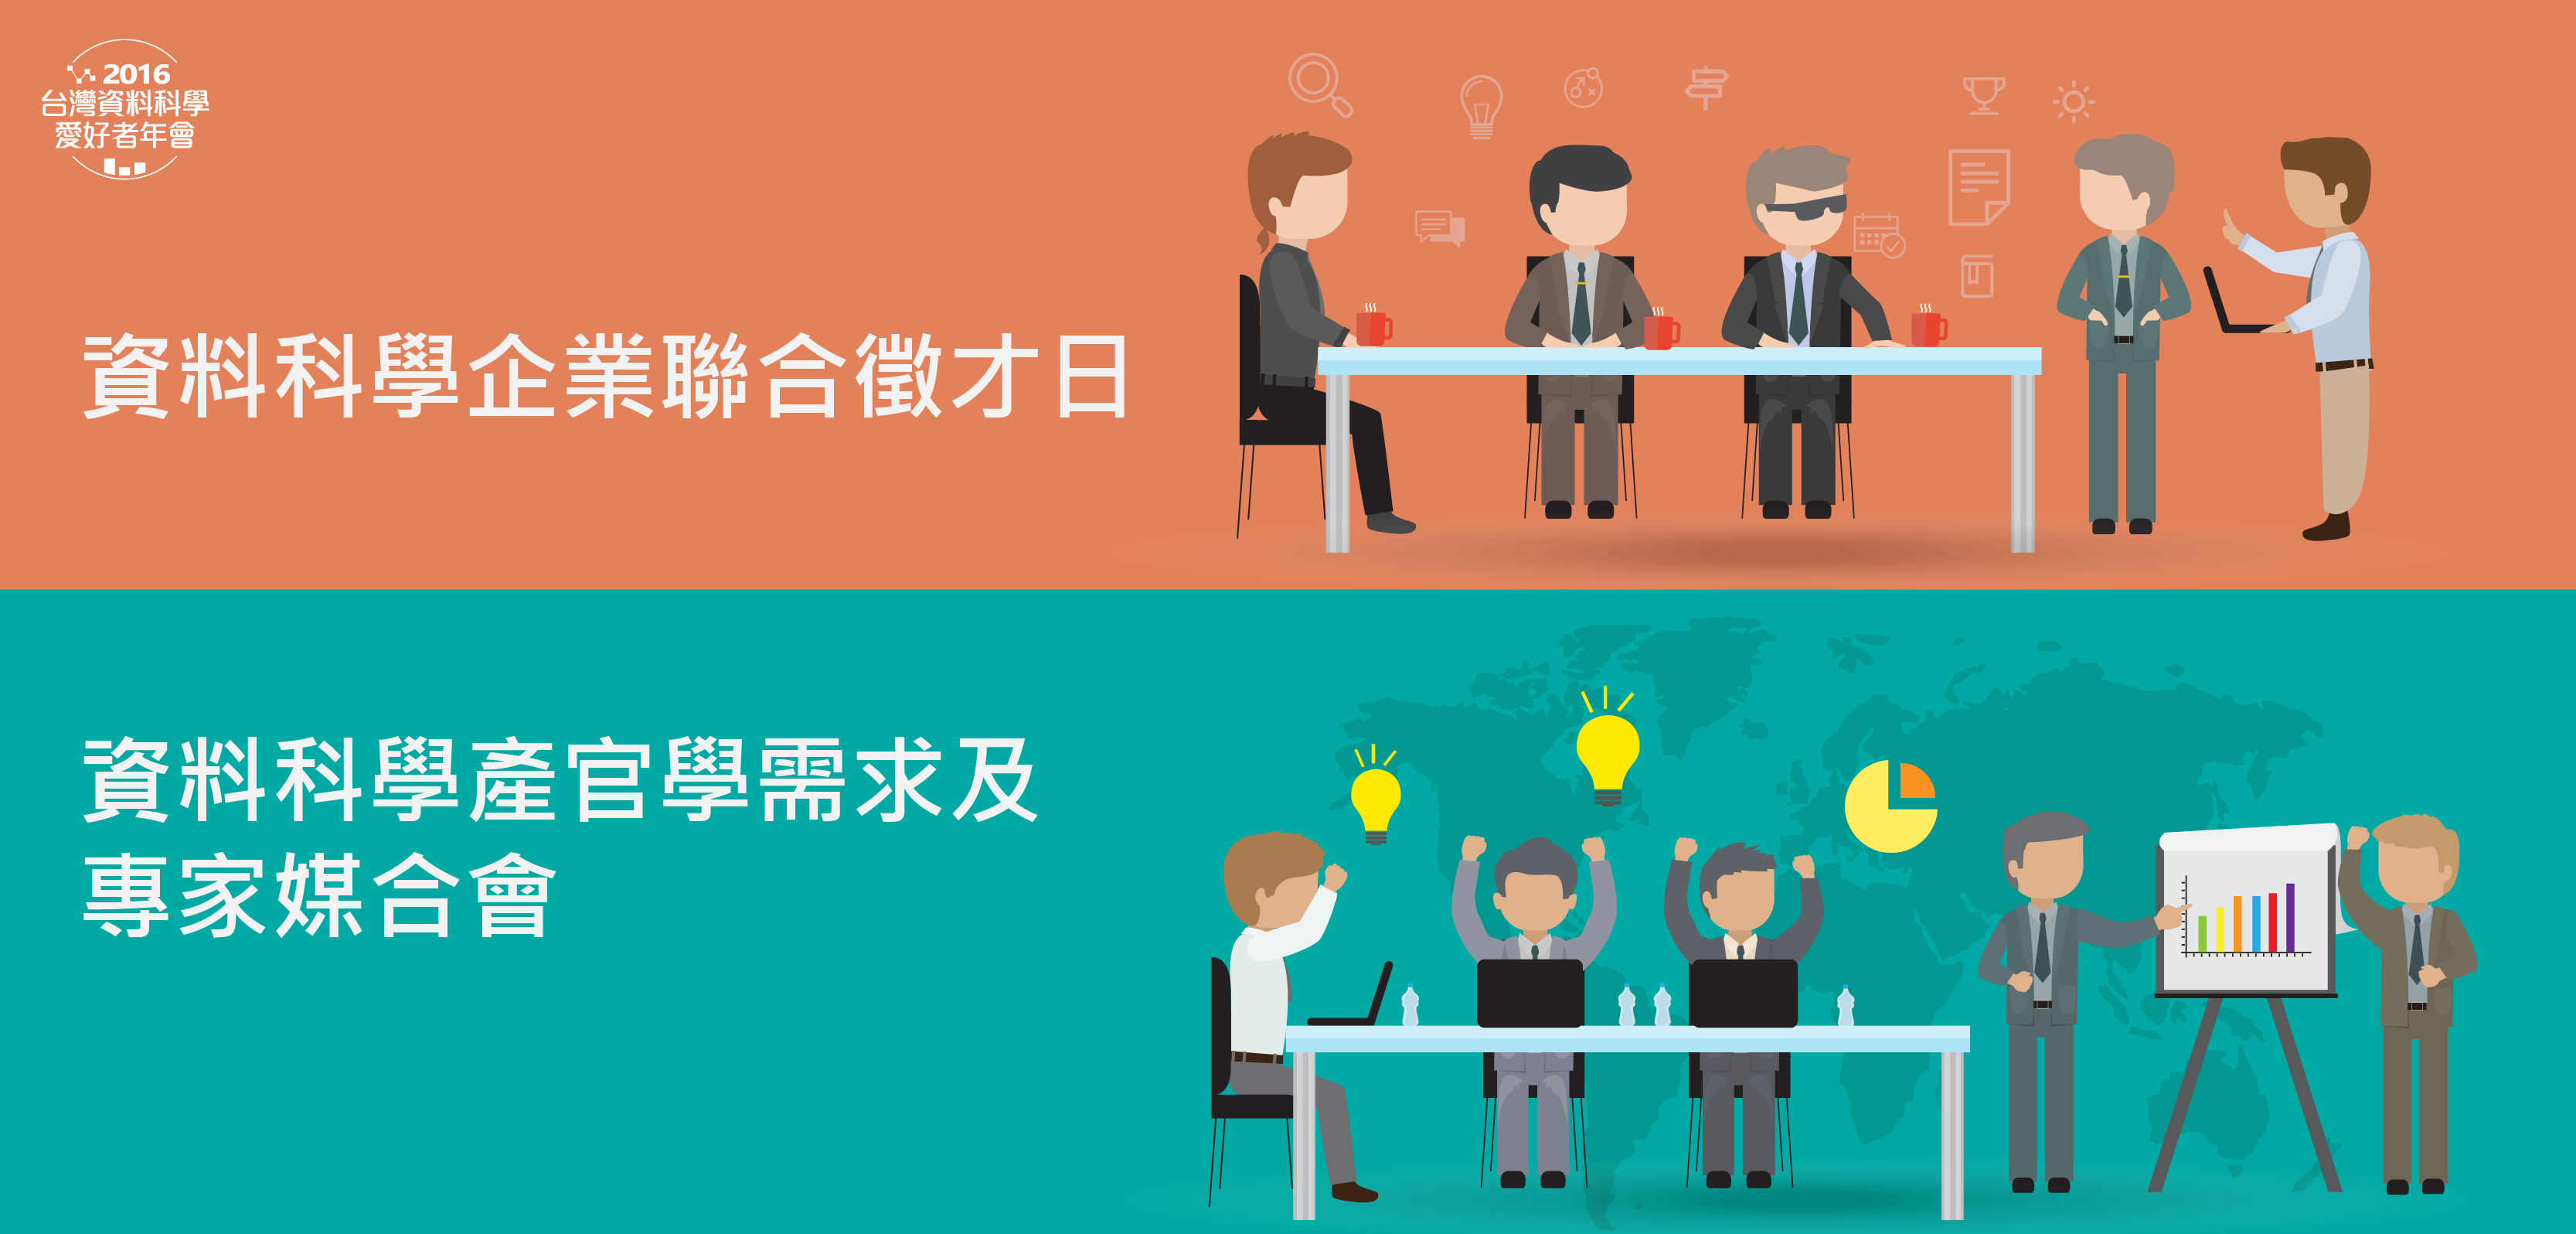 2016
台灣資料科學
愛好者年會
資料科學企業聯合徵才日
資料科學產官學需求及
專家媒合會